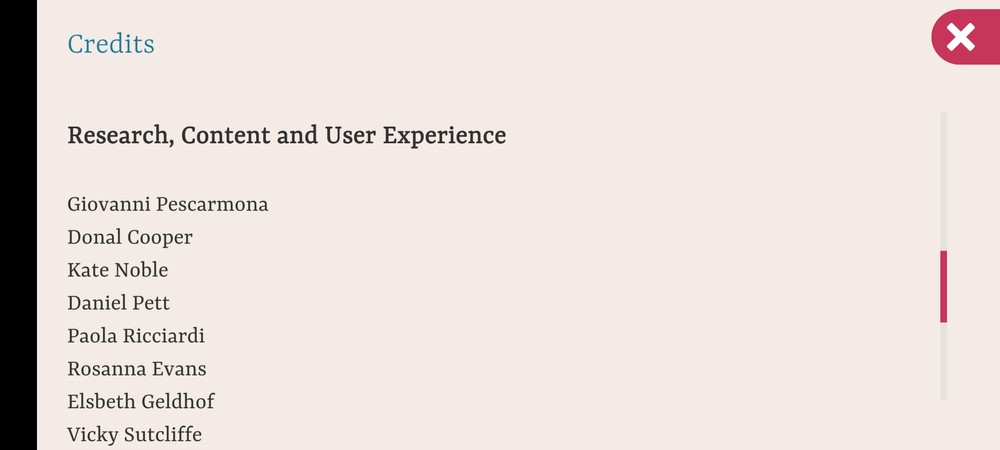 Credits
Research, Content and User Experience
Giovanni Pescarmona
Donal Cooper
Kate Noble
Daniel Pett
Paola Ricciardi
Rosanna Evans
Elsbeth Geldhof
Vicky Sutcliffe